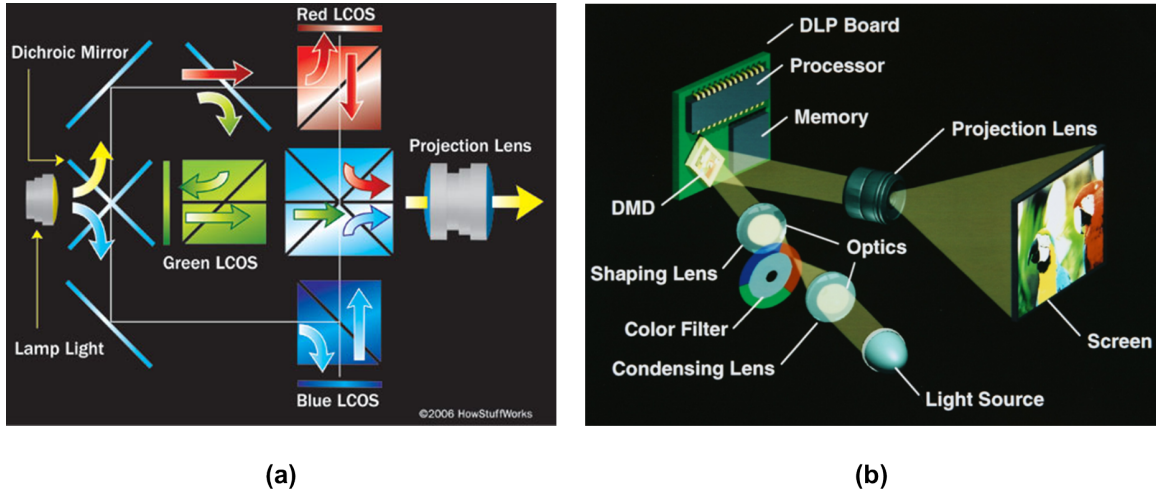 Red LCOS
Dichroic Mirror
Projection Lens
Green LCOS
Lamp Light
Blue LCOS
©2006 HowStuffWorks
(a)
DLP Board
Processor
Memory
Projection Lens
DMD
Optics
Shaping Lens
Color Filter
Condensing Lens
Screen
Light Source
(b)